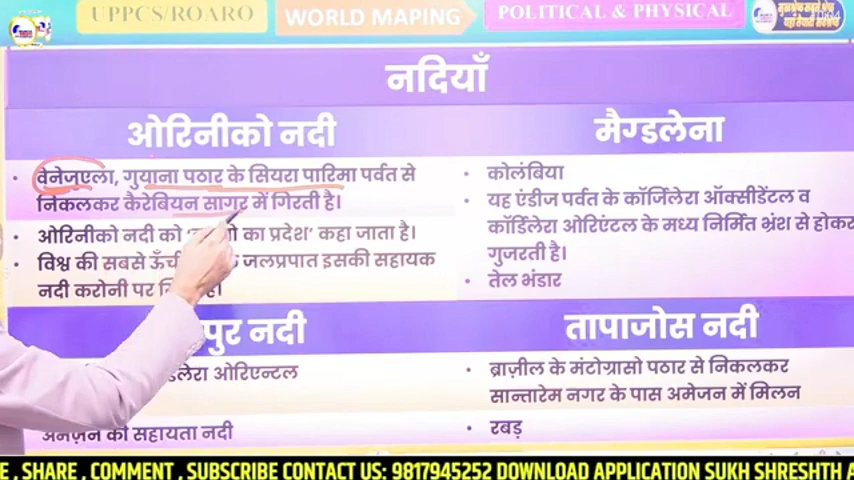 UPPCS/ROARO
WORLD MAPING
POLITICAL & PHYSICAL
नदियाँ
ओरिनीको नदी
वेनेजुएला, गुयाना पठार के सियरा पारिमा पर्वत से
निकलकर कैरेबियन सागर में गिरती है।
ओरिनीको नदी को का प्रदेश’ कहा जाता है।
विश्व की सबसे ऊँची जलप्रपात इसकी सहायक
नदी करोनी पर
मैग्डलेना
कोलंबिया
यह एंडीज पर्वत के कॉर्जिलेरा ऑक्सीडेंटल व
कॉर्डिलेरा ओरिएंटल के मध्य निर्मित भ्रंश से होकर
गुजरती है।
तेल भंडार
पुर नदी
डलेरा ओरिएन्टल
अनज़न की सहायता नदी
तापाजोस नदी
ब्राज़ील के मंटोग्रासो पठार से निकलकर
सान्तारेम नगर के पास अमेजन में मिलन
रबड़
E , SHARE , COMMENT , SUBSCRIBE CONTACT US: 9817945252 DOWNLOAD APPLICATION SUKH SHRESHTH A